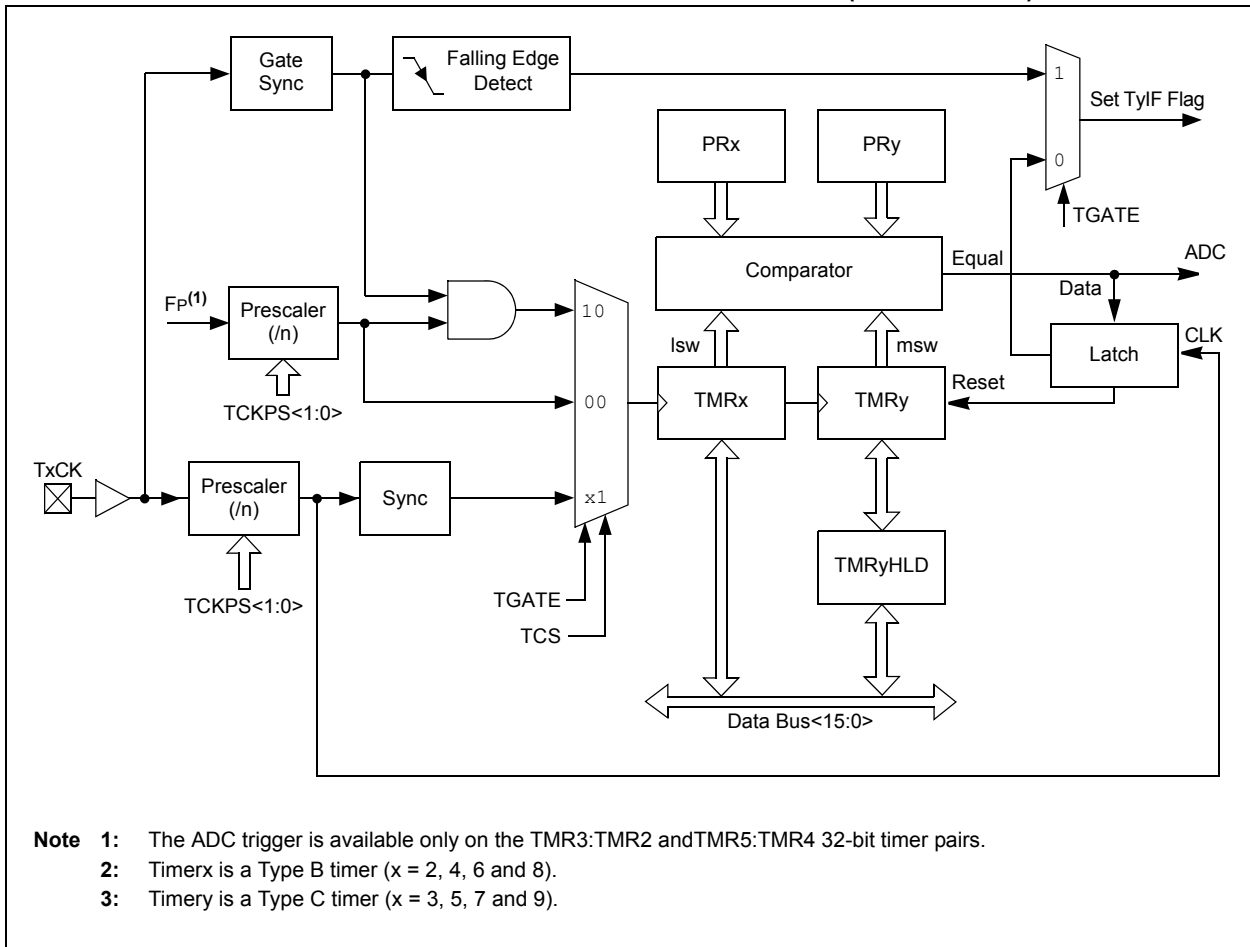 Gate
Sync
Falling Edge
Detect
1
Set TyIF Flag
PRx
PRy
0
TGATE
Comparator
Equal
ADC
Data
FP(1)
Prescaler
(/n)
10
lsw
msw
Latch
CLK
TCKPS<1:0>
00
TMRx
TMRy
Reset
TxCK
Prescaler
(/n)
Sync
x1
TMRyHLD
TCKPS<1:0>
TGATE
TCS
Data Bus<15:0>
Note 1: The ADC trigger is available only on the TMR3:TMR2 andTMR5:TMR4 32-bit timer pairs.
2: Timerx is a Type B timer (x = 2, 4, 6 and 8).
3: Timery is a Type C timer (x = 3, 5, 7 and 9).